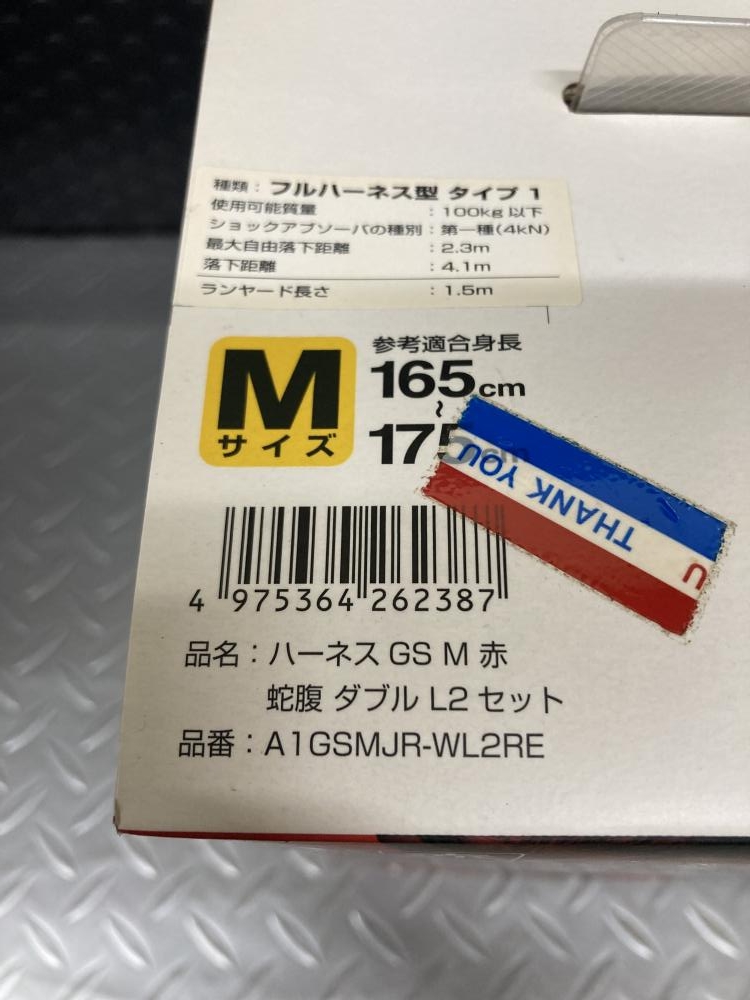 種類：フルハーネス型 タイプ 1
使用可能質量 ：100kg 以下
ショックアブソーバの種別：第一種(4kN)
最大自由落下距離 ：2.3m
落下距離 ：4.1m
ランヤード長さ ：1.5m
M
サイズ
参考適合身長
165cm
～
175cm
THANK YOU
U
4 975364 262387
品名：ハーネス GS M 赤
蛇腹 ダブル L2 セット
品番：A1GSMJR-WL2RE